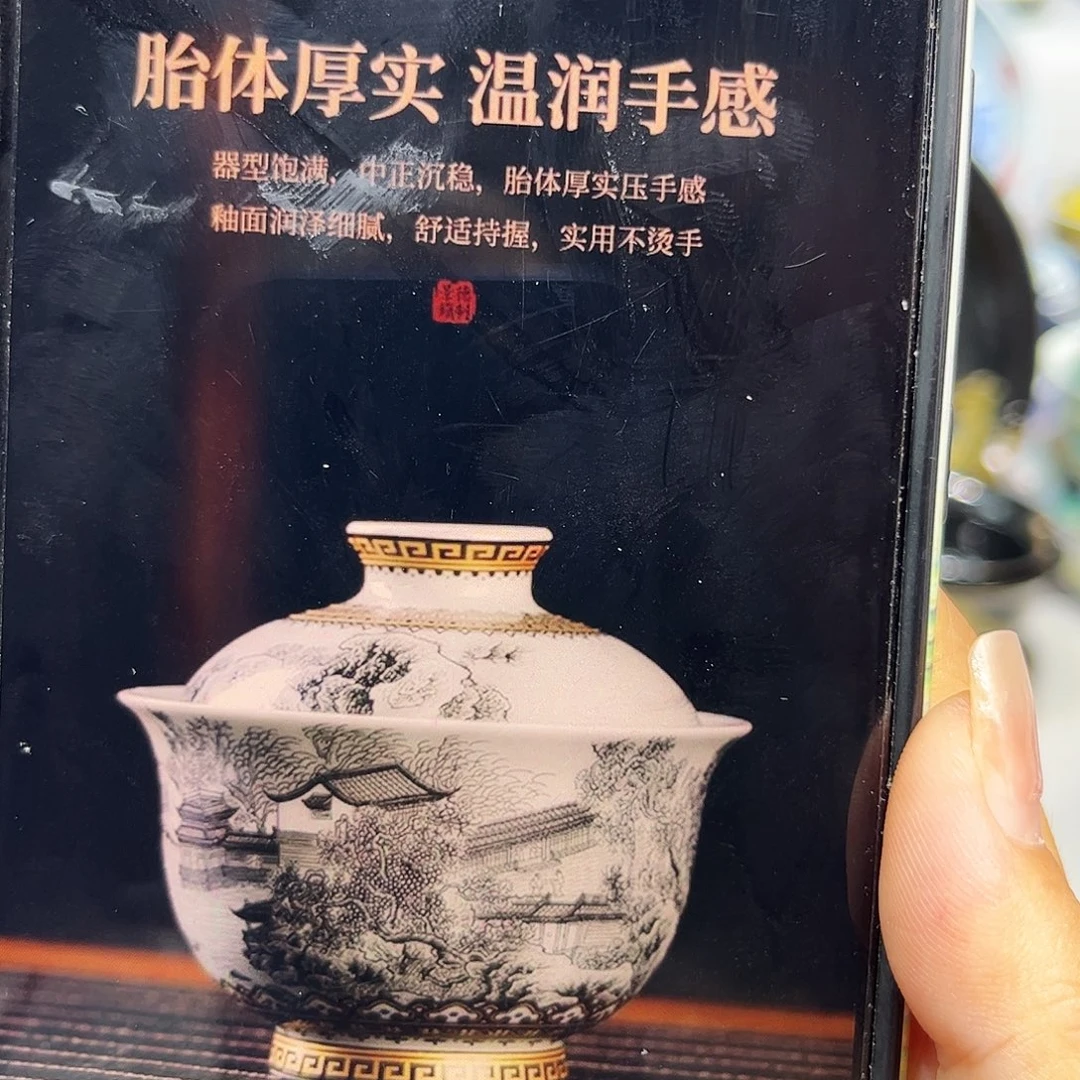 胎体厚实 温润手感
器型饱满，中正沉稳，胎体厚实压手感
釉面润泽细腻，舒适持握，实用不烫手